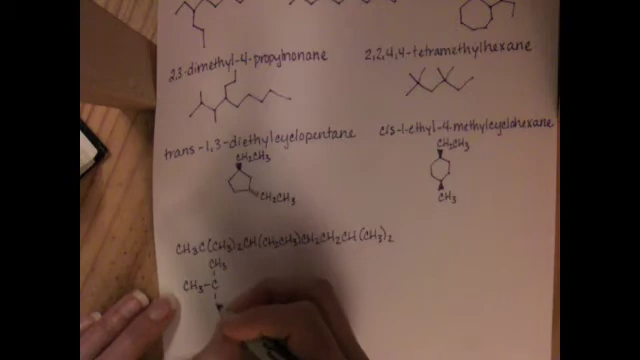 2,3-dimethyl-4-propylnonane
2,2,4,4-tetramethylhexane
trans-1,3-diethylcyclopentane
CH₂CH₃
CH₂CH₃
cis-1-ethyl-4-methylcyclohexane
CH₂CH₃
CH₃
CH₃C(CH₃)₂CH(CH₂CH₃)CH₂CH₂CH(CH₃)₂
CH₃
CH₃-C